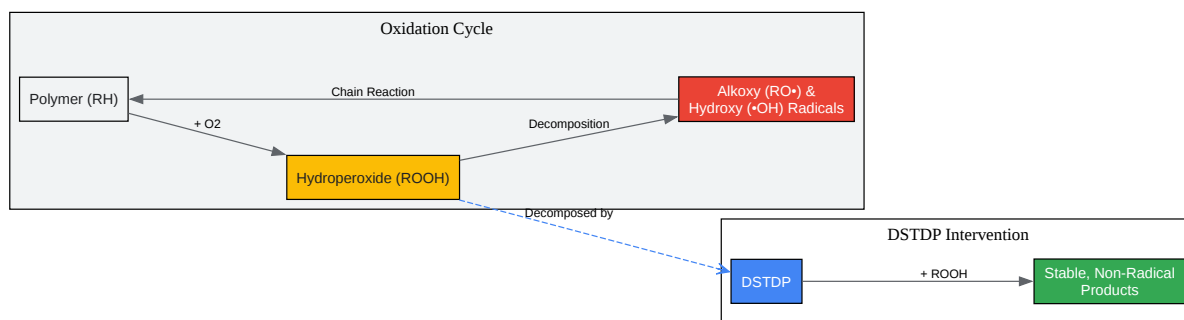 Oxidation Cycle
Polymer (RH)
Chain Reaction
Alkoxy (RO•) &
Hydroxy (•OH) Radicals
+ O2
Decomposition
Hydroperoxide (ROOH)
Decomposed by
DSTDP Intervention
DSTDP
+ ROOH
Stable, Non-Radical
Products